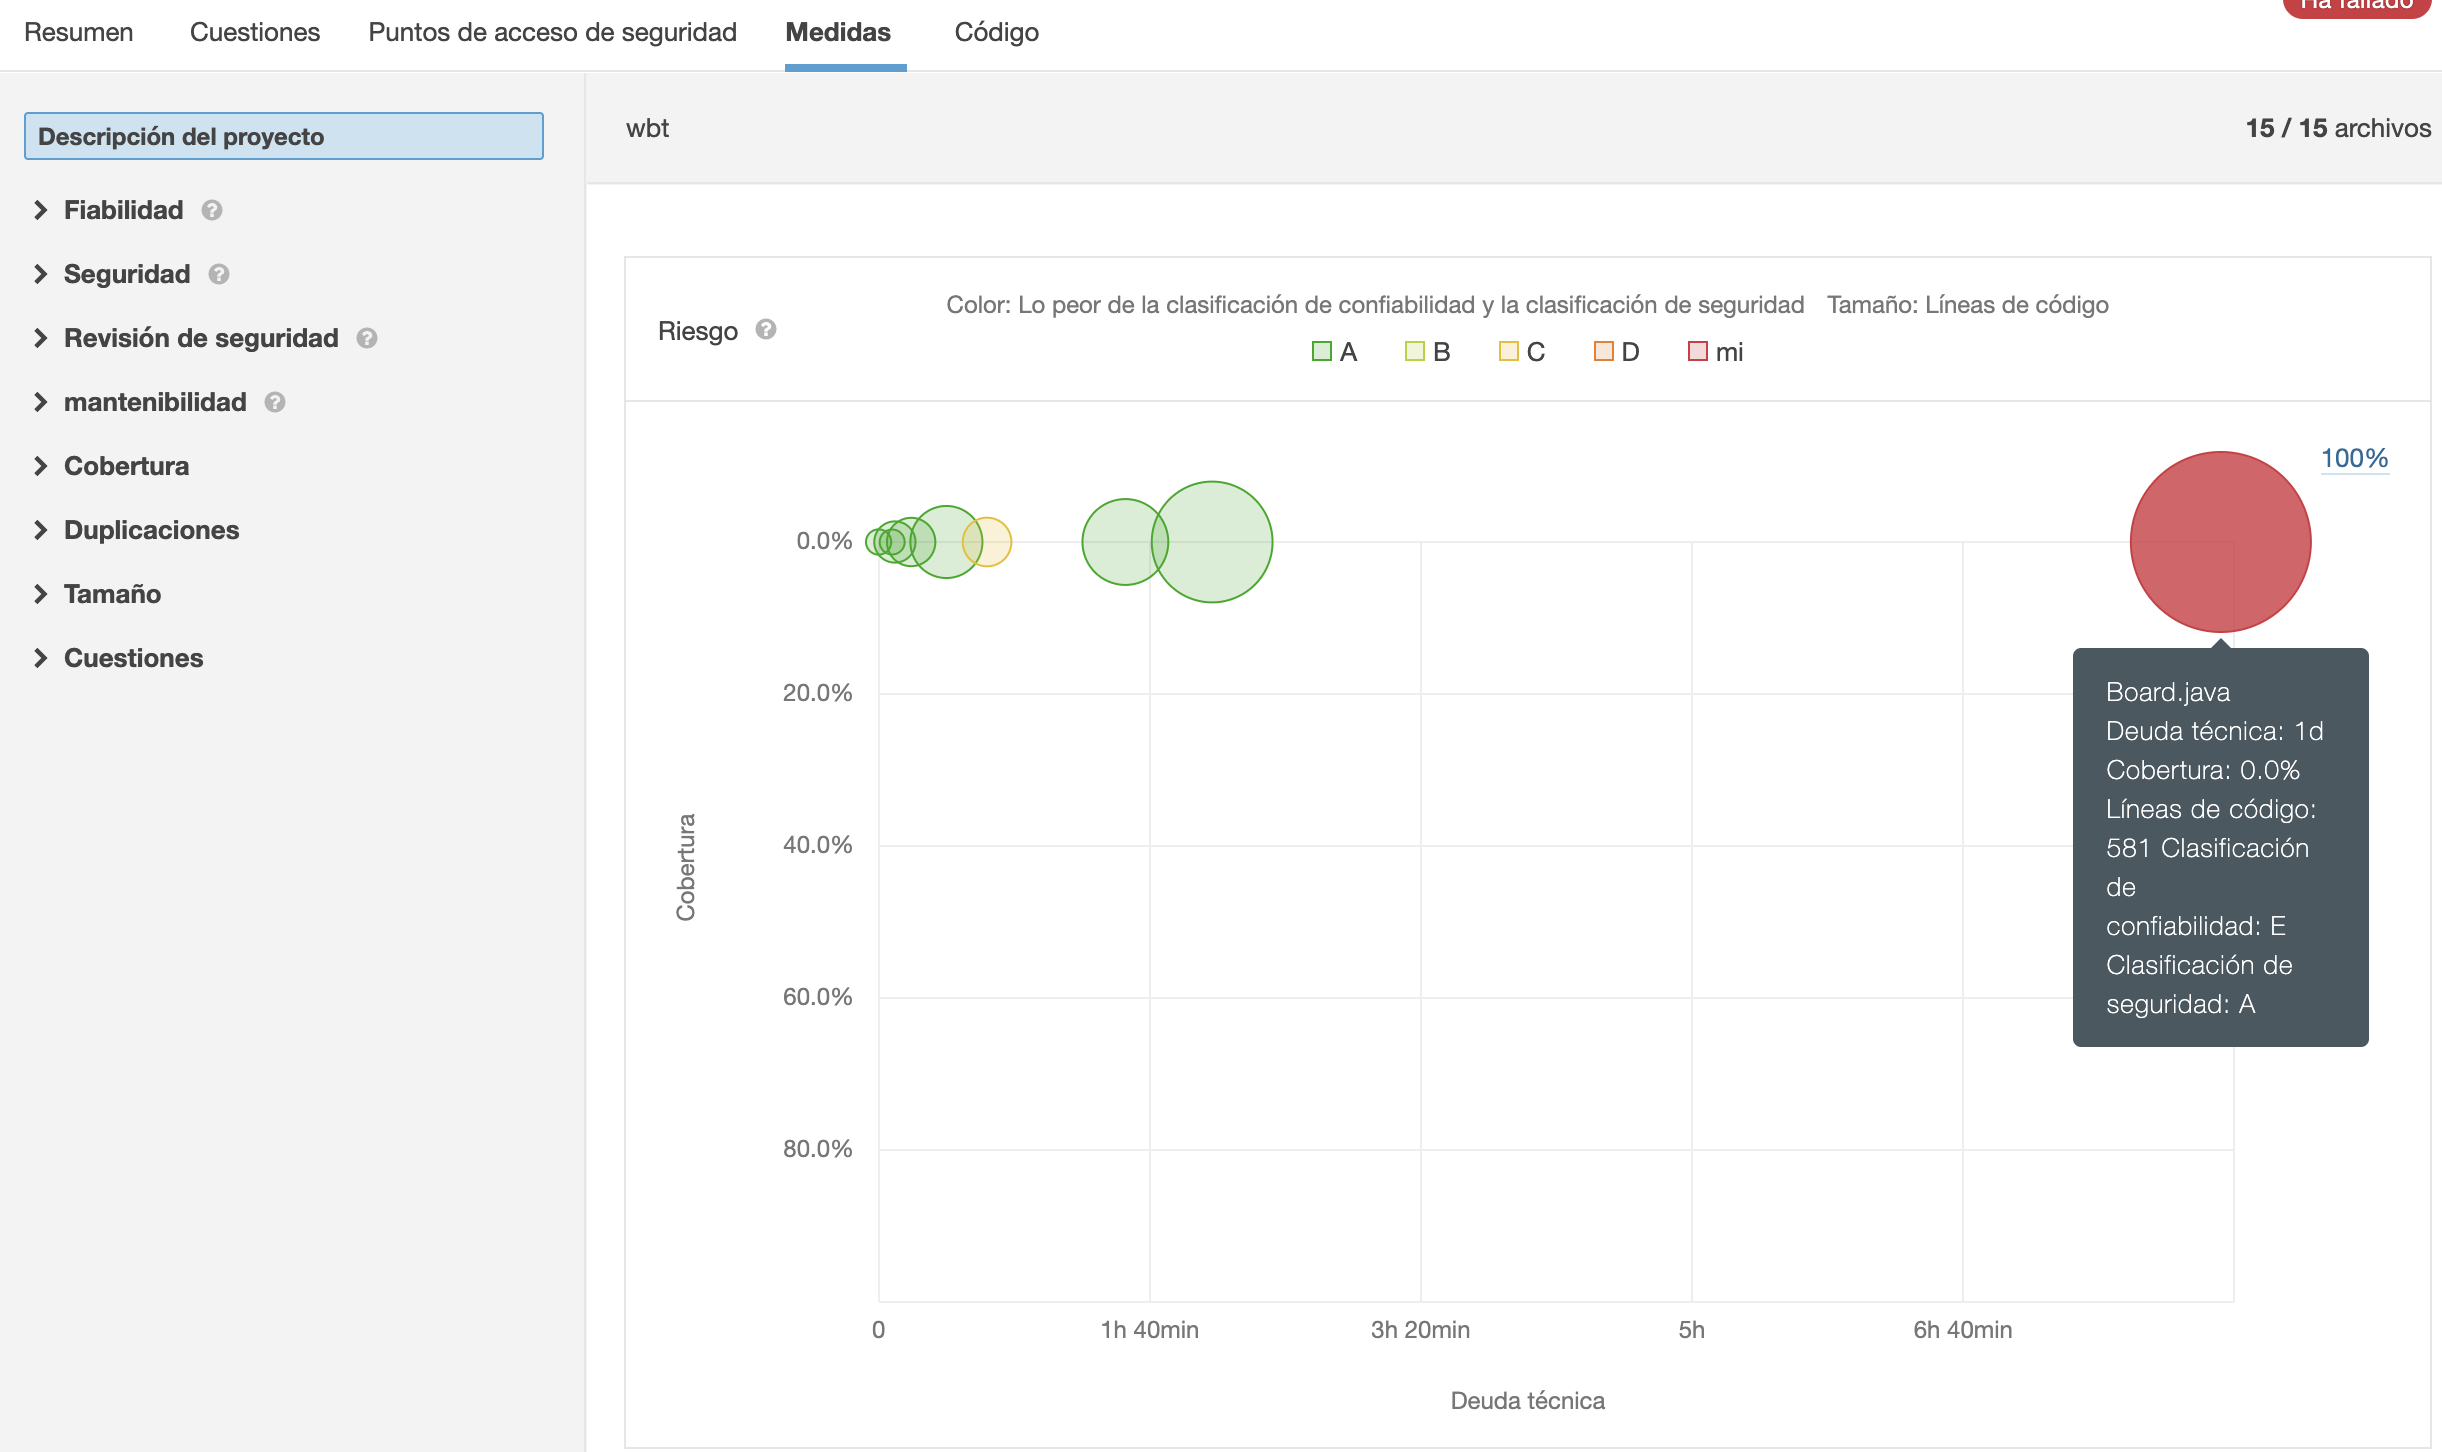 Ha fallado
Resumen Cuestiones Puntos de acceso de seguridad Medidas Código
Descripción del proyecto
Fiabilidad
Seguridad
Revisión de seguridad
mantenibilidad
Cobertura
Duplicaciones
Tamaño
Cuestiones
wbt
15 / 15 archivos
Riesgo
Color: Lo peor de la clasificación de confiabilidad y la clasificación de seguridad Tamaño: Líneas de código
A B C D mi
100%
0.0%
20.0%
40.0%
60.0%
80.0%
Cobertura
Board.java
Deuda técnica: 1d
Cobertura: 0.0%
Líneas de código:
581 Clasificación
de
confiabilidad: E
Clasificación de
seguridad: A
0 1h 40min 3h 20min 5h 6h 40min
Deuda técnica